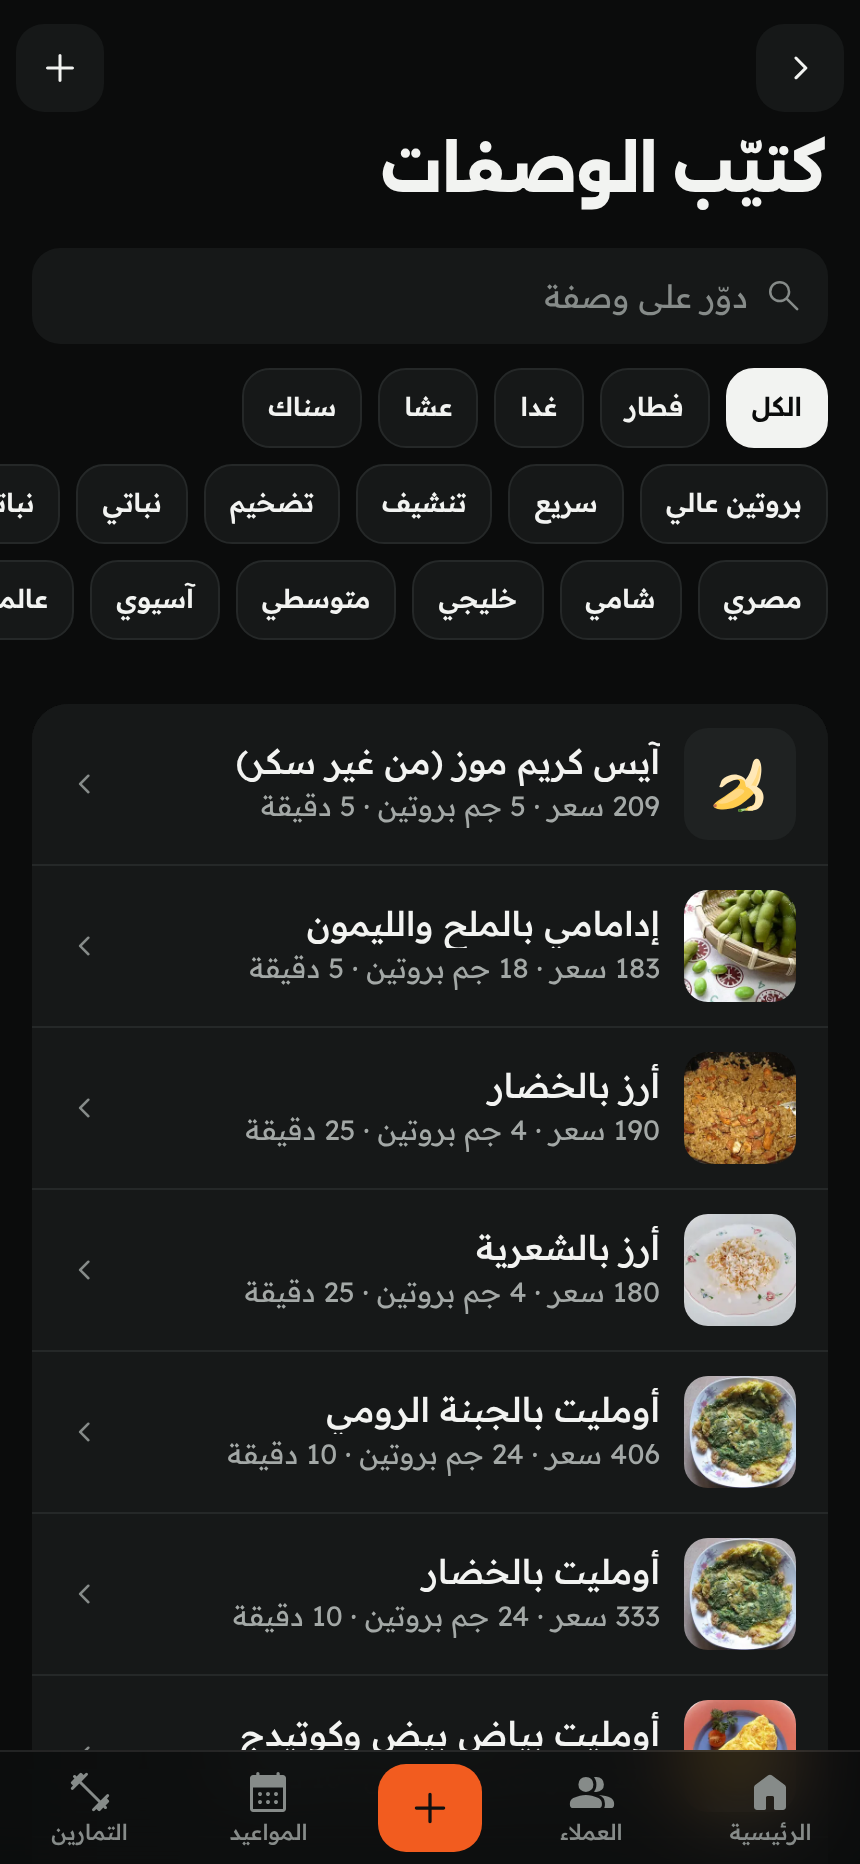 كتيّب الوصفات
دوّر على وصفة
الكل فطار غدا عشا سناك
بروتين عالي سريع تنشيف تضخيم نباتي
مصري شامي خليجي متوسطي آسيوي
آيس كريم موز (من غير سكر)
209 سعر · 5 جم بروتين · 5 دقيقة
إدامامي بالملح والليمون
183 سعر · 18 جم بروتين · 5 دقيقة
أرز بالخضار
190 سعر · 4 جم بروتين · 25 دقيقة
أرز بالشعرية
180 سعر · 4 جم بروتين · 25 دقيقة
أومليت بالجبنة الرومي
406 سعر · 24 جم بروتين · 10 دقيقة
أومليت بالخضار
333 سعر · 24 جم بروتين · 10 دقيقة
أومليت بياض بيض وكوتيدج
الرئيسية العملاء المواعيد التمارين